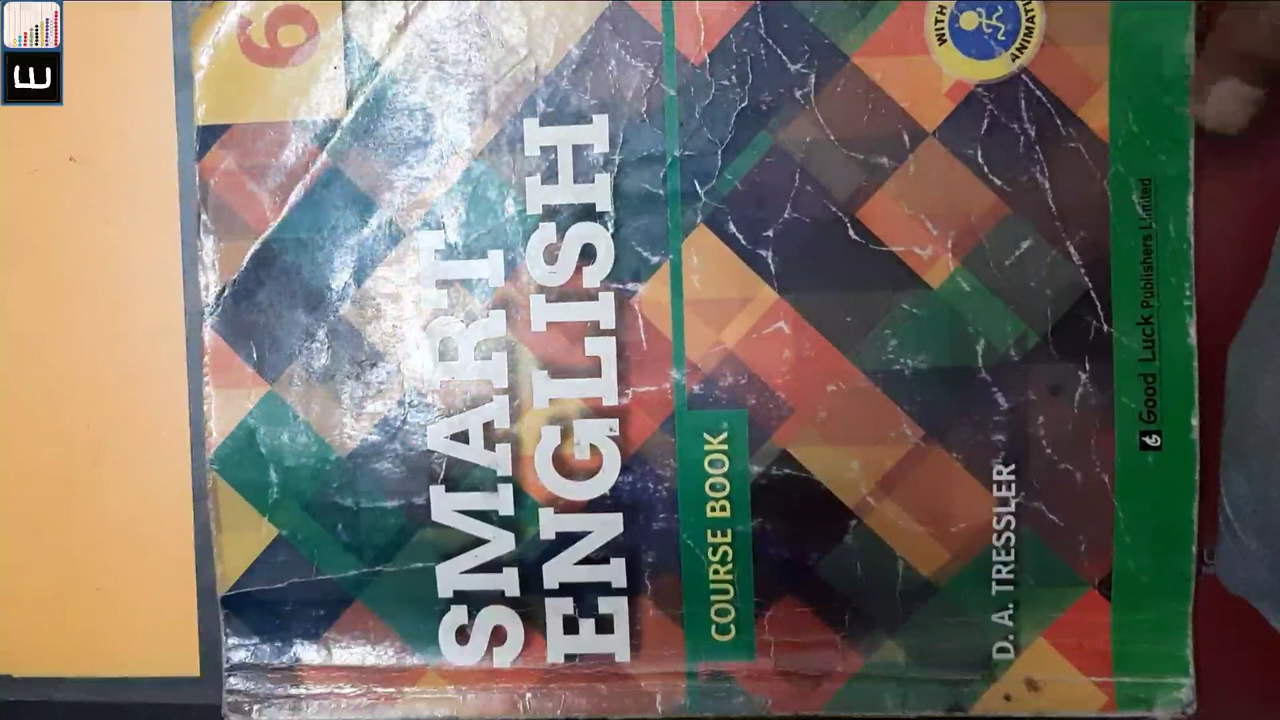 6
SMART
ENGLISH
COURSE BOOK
WITH
D. A. TRESSLER
Good Luck Publishers Limited
E